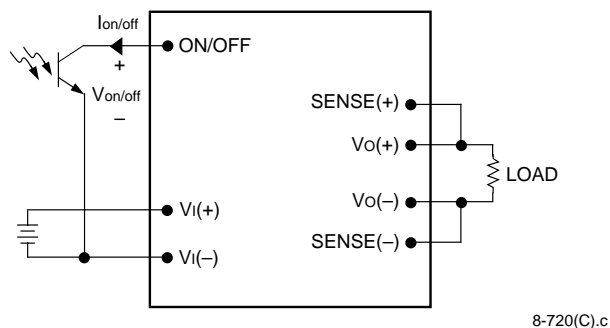 Ion/off
ON/OFF
+
Von/off
–
SENSE(+)
VO(+)
LOAD
VO(–)
VI(+)
SENSE(–)
VI(–)
8-720(C).c